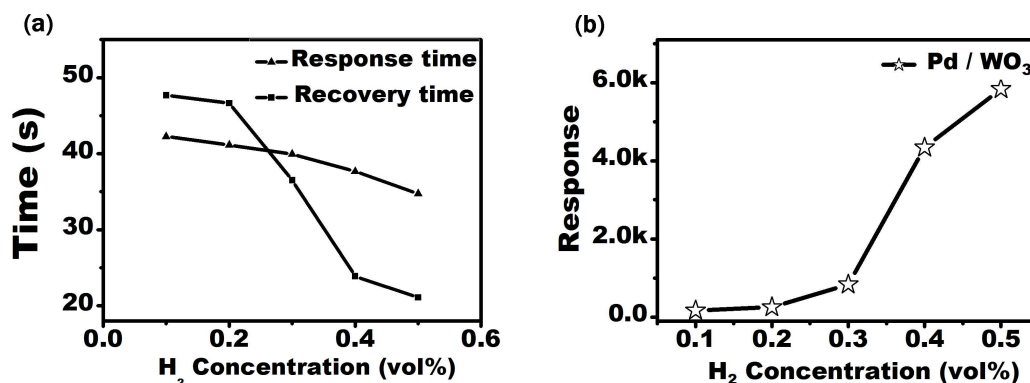 (a)
Response time
Recovery time
50
40
30
20
Time (s)
0.0
0.2
0.4
0.6
H2 Concentration (vol%)
(b)
Pd / WO3
6.0k
4.0k
2.0k
0.0
Response
0.1
0.2
0.3
0.4
0.5
H2 Concentration (vol%)